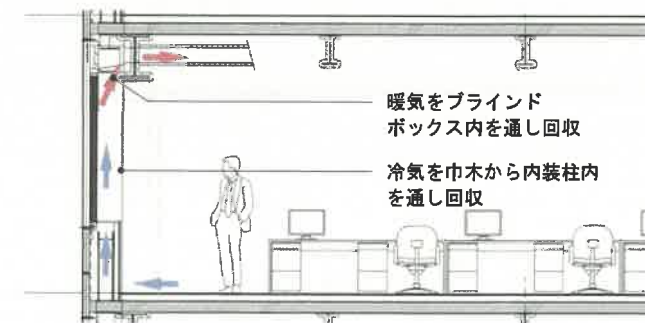 暖気をブラインド
ボックス内を通し回収
冷気を巾木から内装柱内
を通し回収